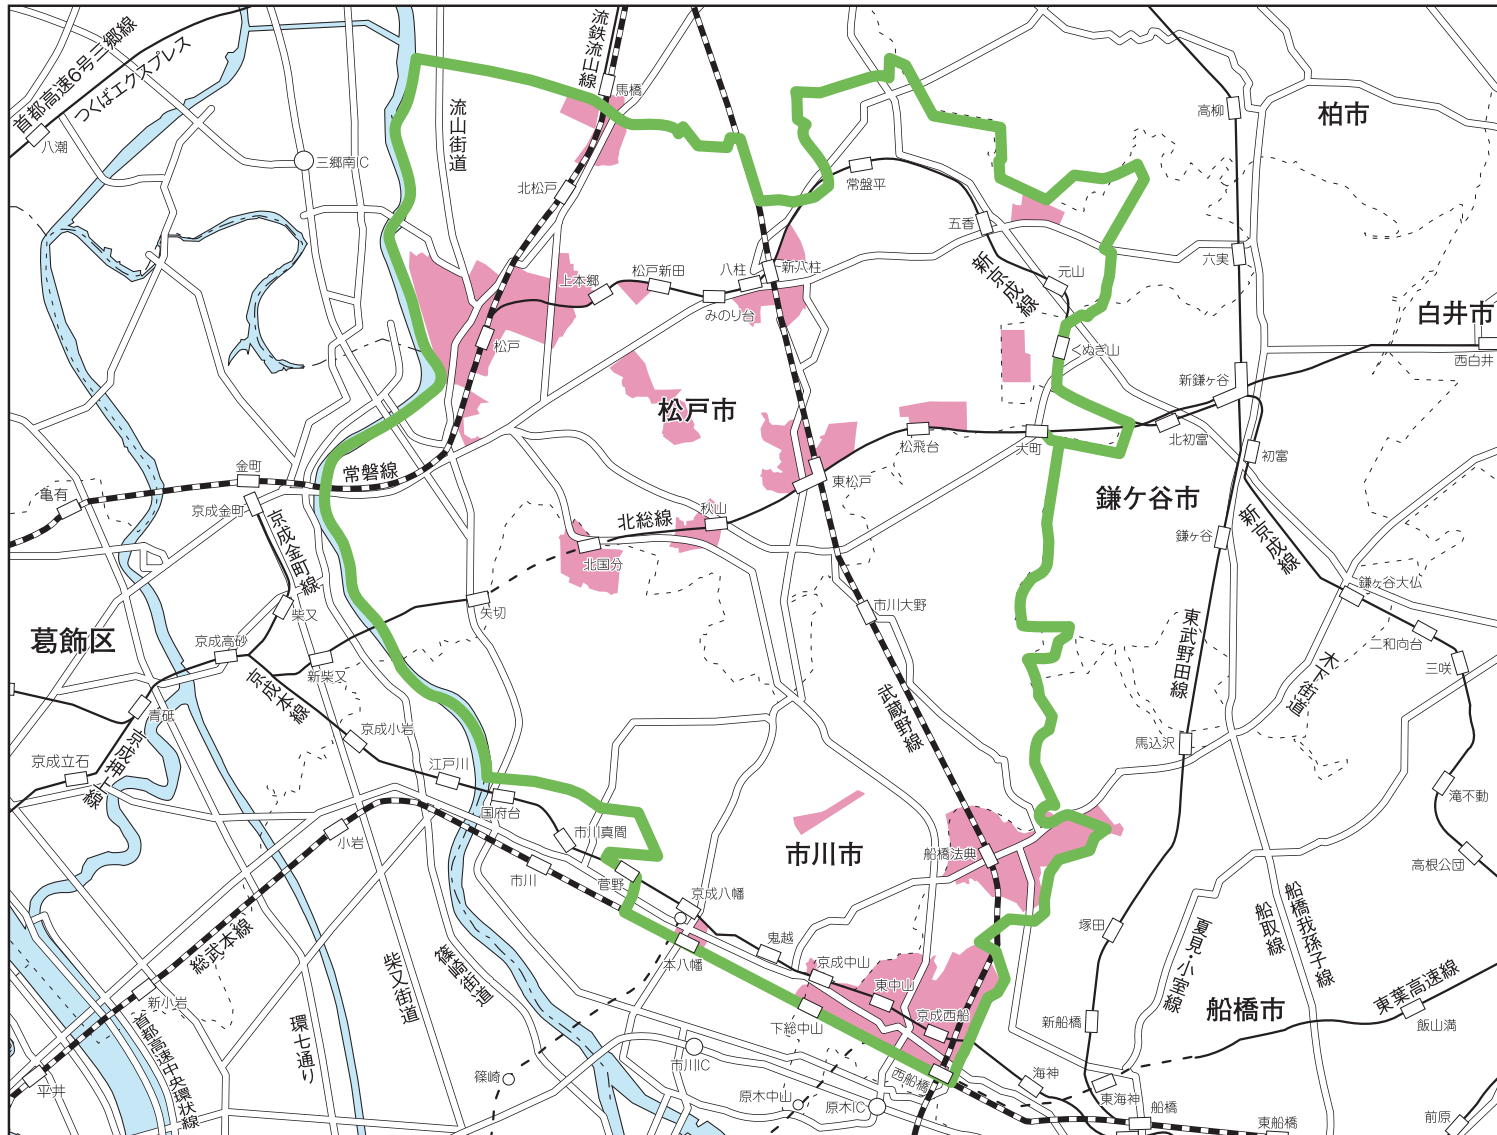 首都高速6号三郷線
つくばエクスプレス
八潮
三郷南IC
流山街道
流鉄流山線
馬橋
北松戸
常盤平
五香
新京成線
元山
高柳
柏市
六実
白井市
西白井
新鎌ヶ谷
上本郷
松戸新田
みのり台
八柱
新八柱
くぬぎ山
松戸
松戸市
松飛台
大町
北初富
初富
東松戸
常磐線
金町
亀有
京成金町
京成金町線
北総線
秋山
北国分
鎌ケ谷市
鎌ヶ谷
新京成線
鎌ヶ谷大仏
二和向台
三咲
市川大野
矢切
柴又
京成高砂
新柴又
葛飾区
京成本線
京成小岩
青砥
京成押上線
京成立石
江戸川
国府台
市川真間
小岩
市川
菅野
京成八幡
本八幡
鬼越
市川市
武蔵野線
東武野田線
木下街道
馬込沢
滝不動
高根公団
船橋法典
塚田
夏見・小室線
船取線
船橋我孫子線
京成中山
東中山
京成西船
下総中山
西船橋
総武本線
新小岩
平井
首都高速中央環状線
環七通り
柴又街道
篠崎街道
篠崎
市川IC
原木中山
原木IC
新船橋
海神
東海神
船橋
東船橋
船橋市
東葉高速線
飯山満
前原